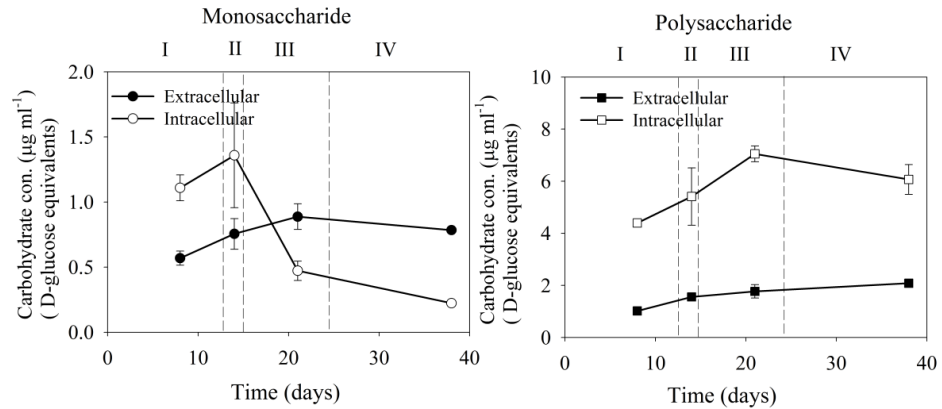 Monosaccharide
I II III IV
2.0
1.5
1.0
0.5
0.0
Extracellular
Intracellular
Carbohydrate con. (μg ml-1)
( D-glucose equivalents)
0 10 20 30 40
Time (days)
Polysaccharide
I II III IV
10
8
6
4
2
0
Extracellular
Intracellular
Carbohydrate con. (μg ml-1)
( D-glucose equivalents)
0 10 20 30 40
Time (days)